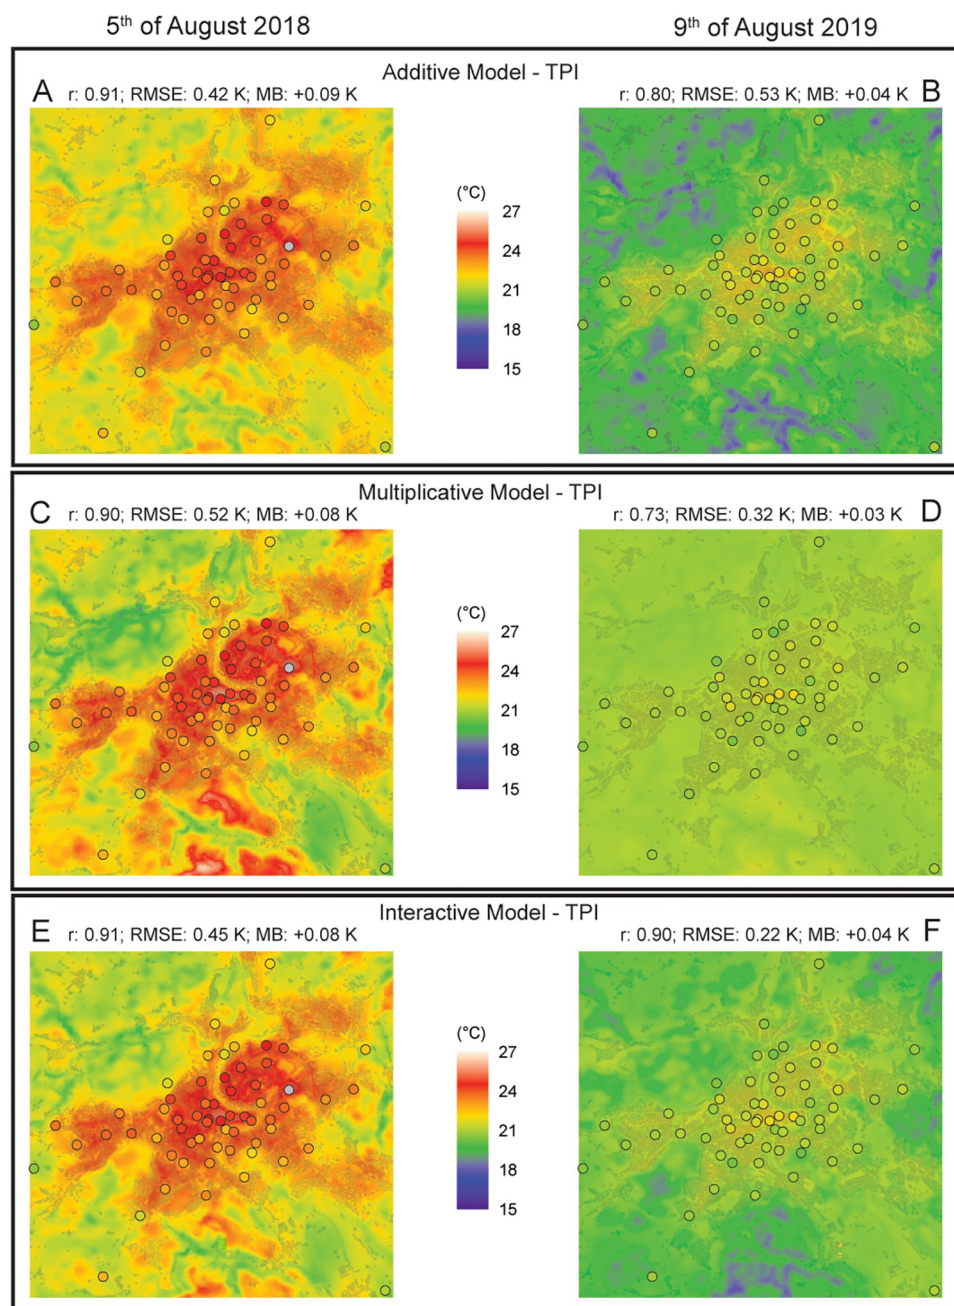 5th of August 2018
9th of August 2019
Additive Model - TPI
A
r: 0.91; RMSE: 0.42 K; MB: +0.09 K
r: 0.80; RMSE: 0.53 K; MB: +0.04 K
B
(°C)
27
24
21
18
15
Multiplicative Model - TPI
C
r: 0.90; RMSE: 0.52 K; MB: +0.08 K
r: 0.73; RMSE: 0.32 K; MB: +0.03 K
D
(°C)
27
24
21
18
15
Interactive Model - TPI
E
r: 0.91; RMSE: 0.45 K; MB: +0.08 K
r: 0.90; RMSE: 0.22 K; MB: +0.04 K
F
(°C)
27
24
21
18
15